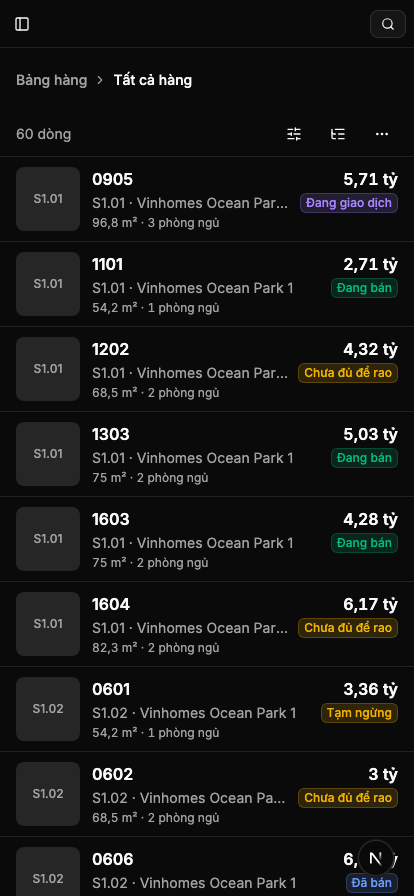 Bảng hàng > Tất cả hàng
60 dòng
S1.01
0905
5,71 tỷ
S1.01 · Vinhomes Ocean Par...
Đang giao dịch
96,8 m² · 3 phòng ngủ
S1.01
1101
2,71 tỷ
S1.01 · Vinhomes Ocean Park 1
Đang bán
54,2 m² · 1 phòng ngủ
S1.01
1202
4,32 tỷ
S1.01 · Vinhomes Ocean Par...
Chưa đủ để rao
68,5 m² · 2 phòng ngủ
S1.01
1303
5,03 tỷ
S1.01 · Vinhomes Ocean Park 1
Đang bán
75 m² · 2 phòng ngủ
S1.01
1603
4,28 tỷ
S1.01 · Vinhomes Ocean Park 1
Đang bán
75 m² · 2 phòng ngủ
S1.01
1604
6,17 tỷ
S1.01 · Vinhomes Ocean Par...
Chưa đủ để rao
82,3 m² · 2 phòng ngủ
S1.02
0601
3,36 tỷ
S1.02 · Vinhomes Ocean Park 1
Tạm ngừng
54,2 m² · 1 phòng ngủ
S1.02
0602
3 tỷ
S1.02 · Vinhomes Ocean Pa...
Chưa đủ để rao
68,5 m² · 2 phòng ngủ
S1.02
0606
N
S1.02 · Vinhomes Ocean Park 1
Đã bán